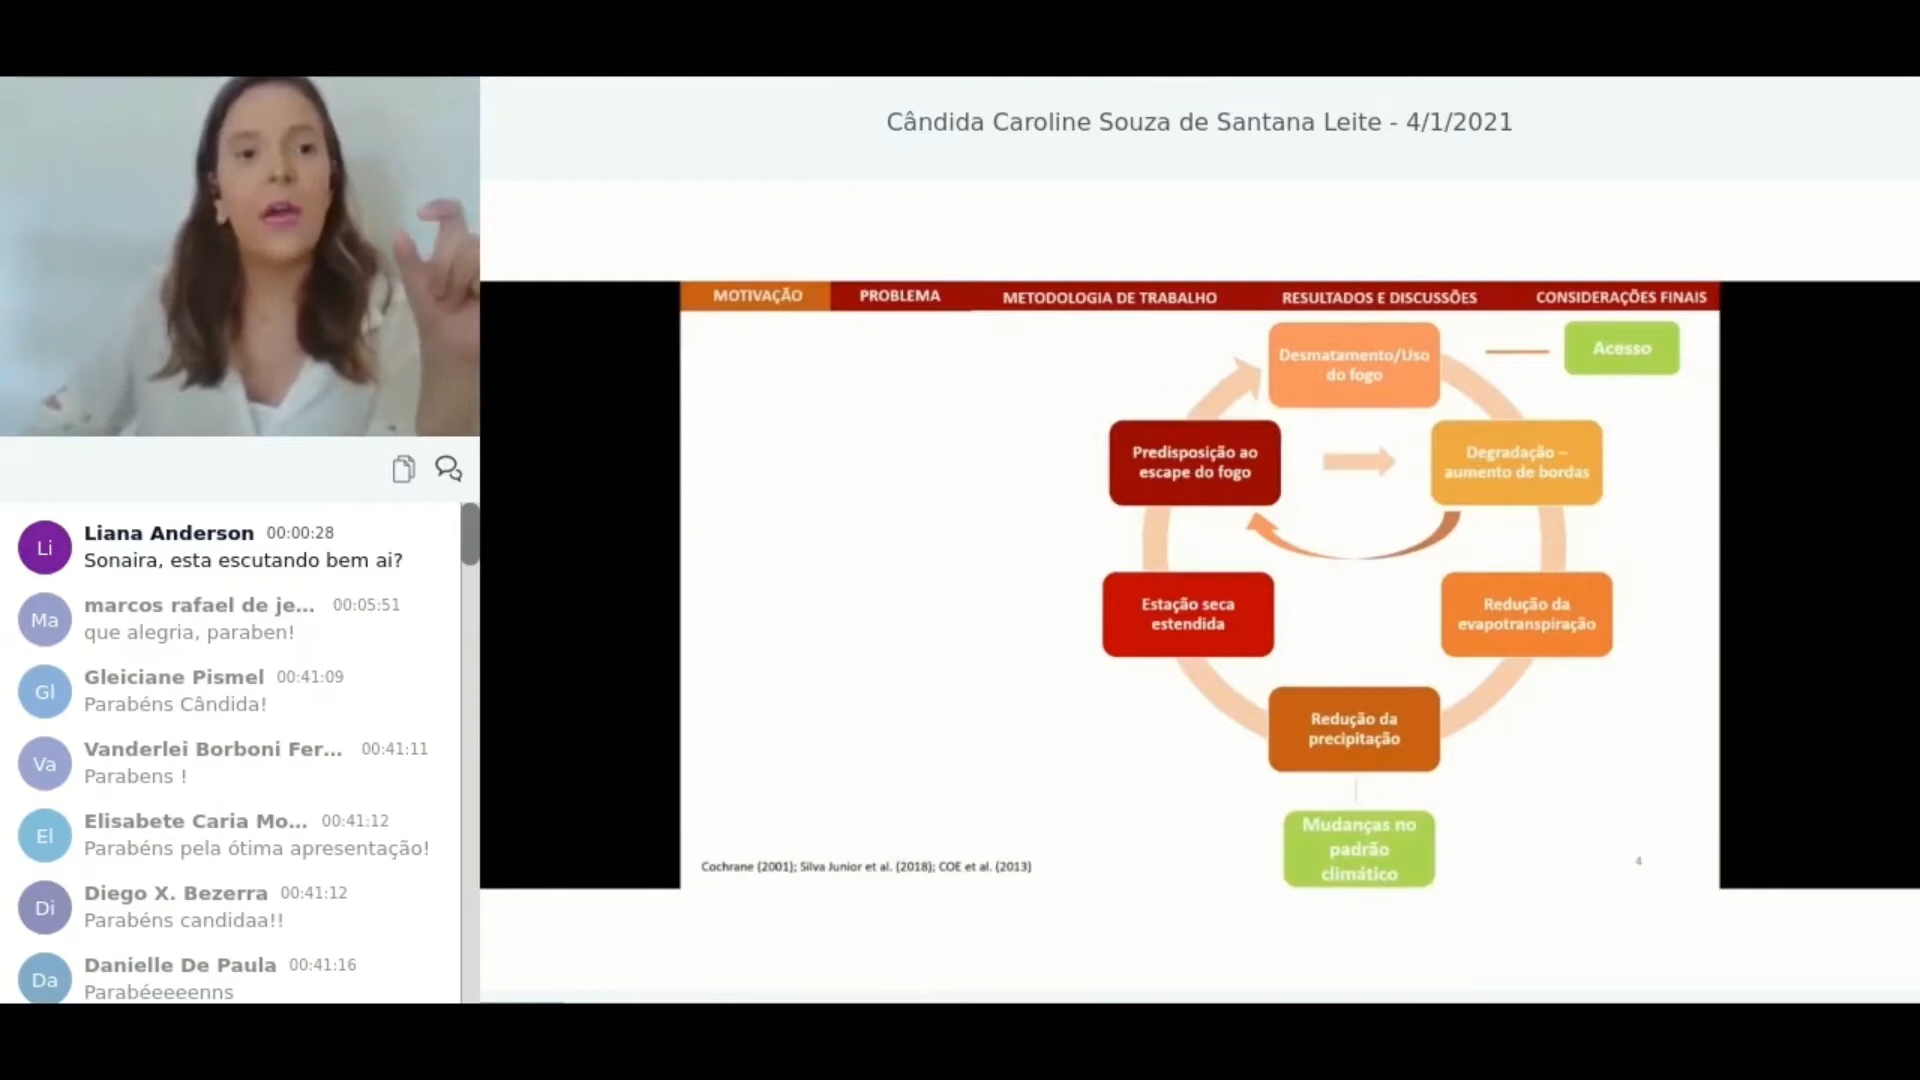 Cândida Caroline Souza de Santana Leite - 4/1/2021
Liana Anderson 00:00:28
Sonaira, esta escutando bem ai?
marcos rafael de je... 00:05:51
que alegria, paraben!
Gleiciane Pismel 00:41:09
Parabéns Cândida!
Vanderlei Borboni Fer... 00:41:11
Parabens !
Elisabete Caria Mo... 00:41:12
Parabéns pela ótima apresentação!
Diego X. Bezerra 00:41:12
Parabéns candidaa!!
Danielle De Paula 00:41:16
Parabéeeeenns
Li
Ma
Gl
Va
El
Di
Da
MOTIVAÇÃO PROBLEMA METODOLOGIA DE TRABALHO RESULTADOS E DISCUSSÕES CONSIDERAÇÕES FINAIS
Desmatamento/Uso
do fogo
Acesso
Predisposição ao
escape do fogo
Degradação –
aumento de bordas
Estação seca
estendida
Redução da
evapotranspiração
Redução da
precipitação
Mudanças no
padrão
climático
Cochrane (2001); Silva Junior et al. (2018); COE et al. (2013)
4